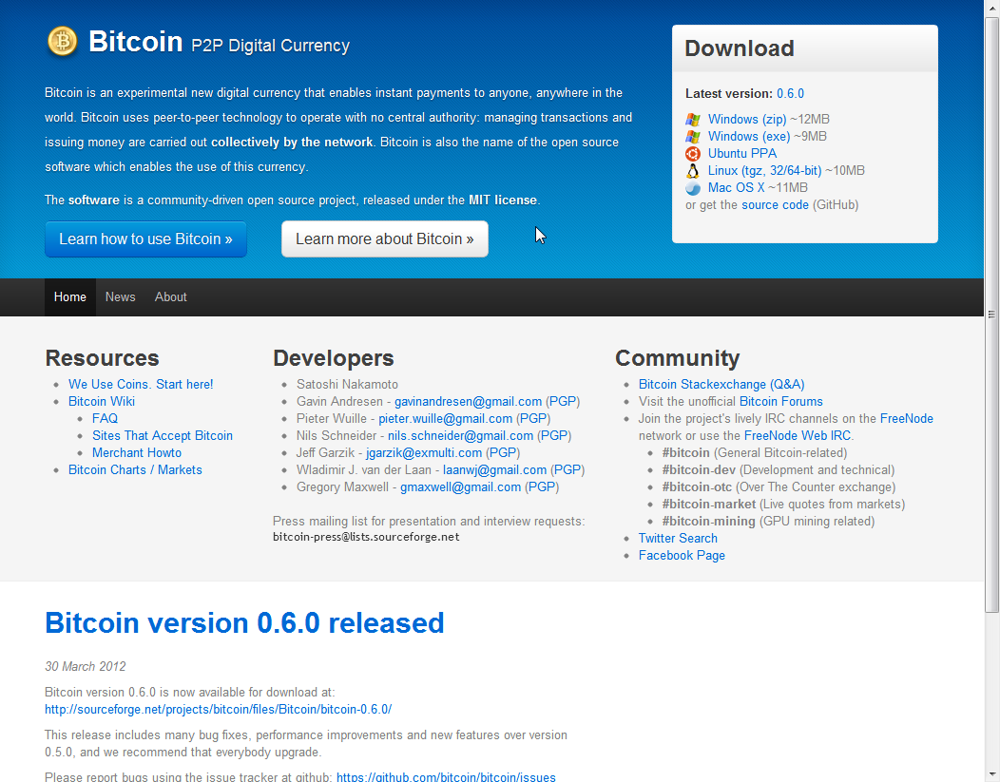 Bitcoin P2P Digital Currency
Bitcoin is an experimental new digital currency that enables instant payments to anyone, anywhere in the
world. Bitcoin uses peer-to-peer technology to operate with no central authority: managing transactions and
issuing money are carried out collectively by the network. Bitcoin is also the name of the open source
software which enables the use of this currency.
The software is a community-driven open source project, released under the MIT license.
Learn how to use Bitcoin »
Learn more about Bitcoin »
Download
Latest version: 0.6.0
Windows (zip) ~12MB
Windows (exe) ~9MB
Ubuntu PPA
Linux (tgz, 32/64-bit) ~10MB
Mac OS X ~11MB
or get the source code (GitHub)
Home
News
About
Resources
We Use Coins. Start here!
Bitcoin Wiki
FAQ
Sites That Accept Bitcoin
Merchant Howto
Bitcoin Charts / Markets
Developers
Satoshi Nakamoto
Gavin Andresen - gavinandresen@gmail.com (PGP)
Pieter Wuille - pieter.wuille@gmail.com (PGP)
Nils Schneider - nils.schneider@gmail.com (PGP)
Jeff Garzik - jgarzik@exmulti.com (PGP)
Wladimir J. van der Laan - laanwj@gmail.com (PGP)
Gregory Maxwell - gmaxwell@gmail.com (PGP)
Press mailing list for presentation and interview requests:
bitcoin-press@lists.sourceforge.net
Community
Bitcoin Stackexchange (Q&A)
Visit the unofficial Bitcoin Forums
Join the project's lively IRC channels on the FreeNode
network or use the FreeNode Web IRC.
#bitcoin (General Bitcoin-related)
#bitcoin-dev (Development and technical)
#bitcoin-otc (Over The Counter exchange)
#bitcoin-market (Live quotes from markets)
#bitcoin-mining (GPU mining related)
Twitter Search
Facebook Page
Bitcoin version 0.6.0 released
30 March 2012
Bitcoin version 0.6.0 is now available for download at:
http://sourceforge.net/projects/bitcoin/files/Bitcoin/bitcoin-0.6.0/
This release includes many bug fixes, performance improvements and new features over version
0.5.0, and we recommend that everybody upgrade.
Please report bugs using the issue tracker at github: https://github.com/bitcoin/bitcoin/issues